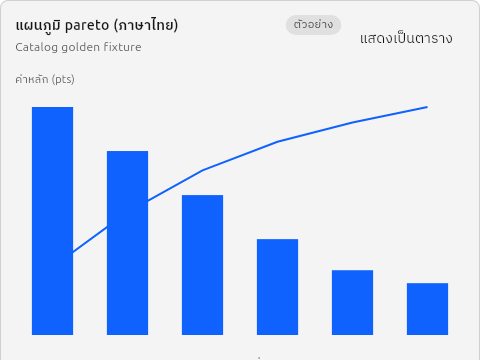 แผนภูมิ pareto (ภาษาไทย)
ตัวอย่าง
แสดงเป็นตาราง
Catalog golden fixture
ค่าหลัก (pts)